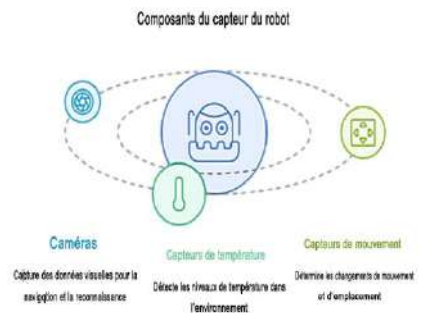 Composants du capteur du robot
Caméras
Capture des données visuelles pour la
navigation et la reconnaissance
Capteurs de température
Détecte les niveaux de température dans
l'environnement
Capteurs de mouvement
Détermine les changements de mouvement
et d'emplacement